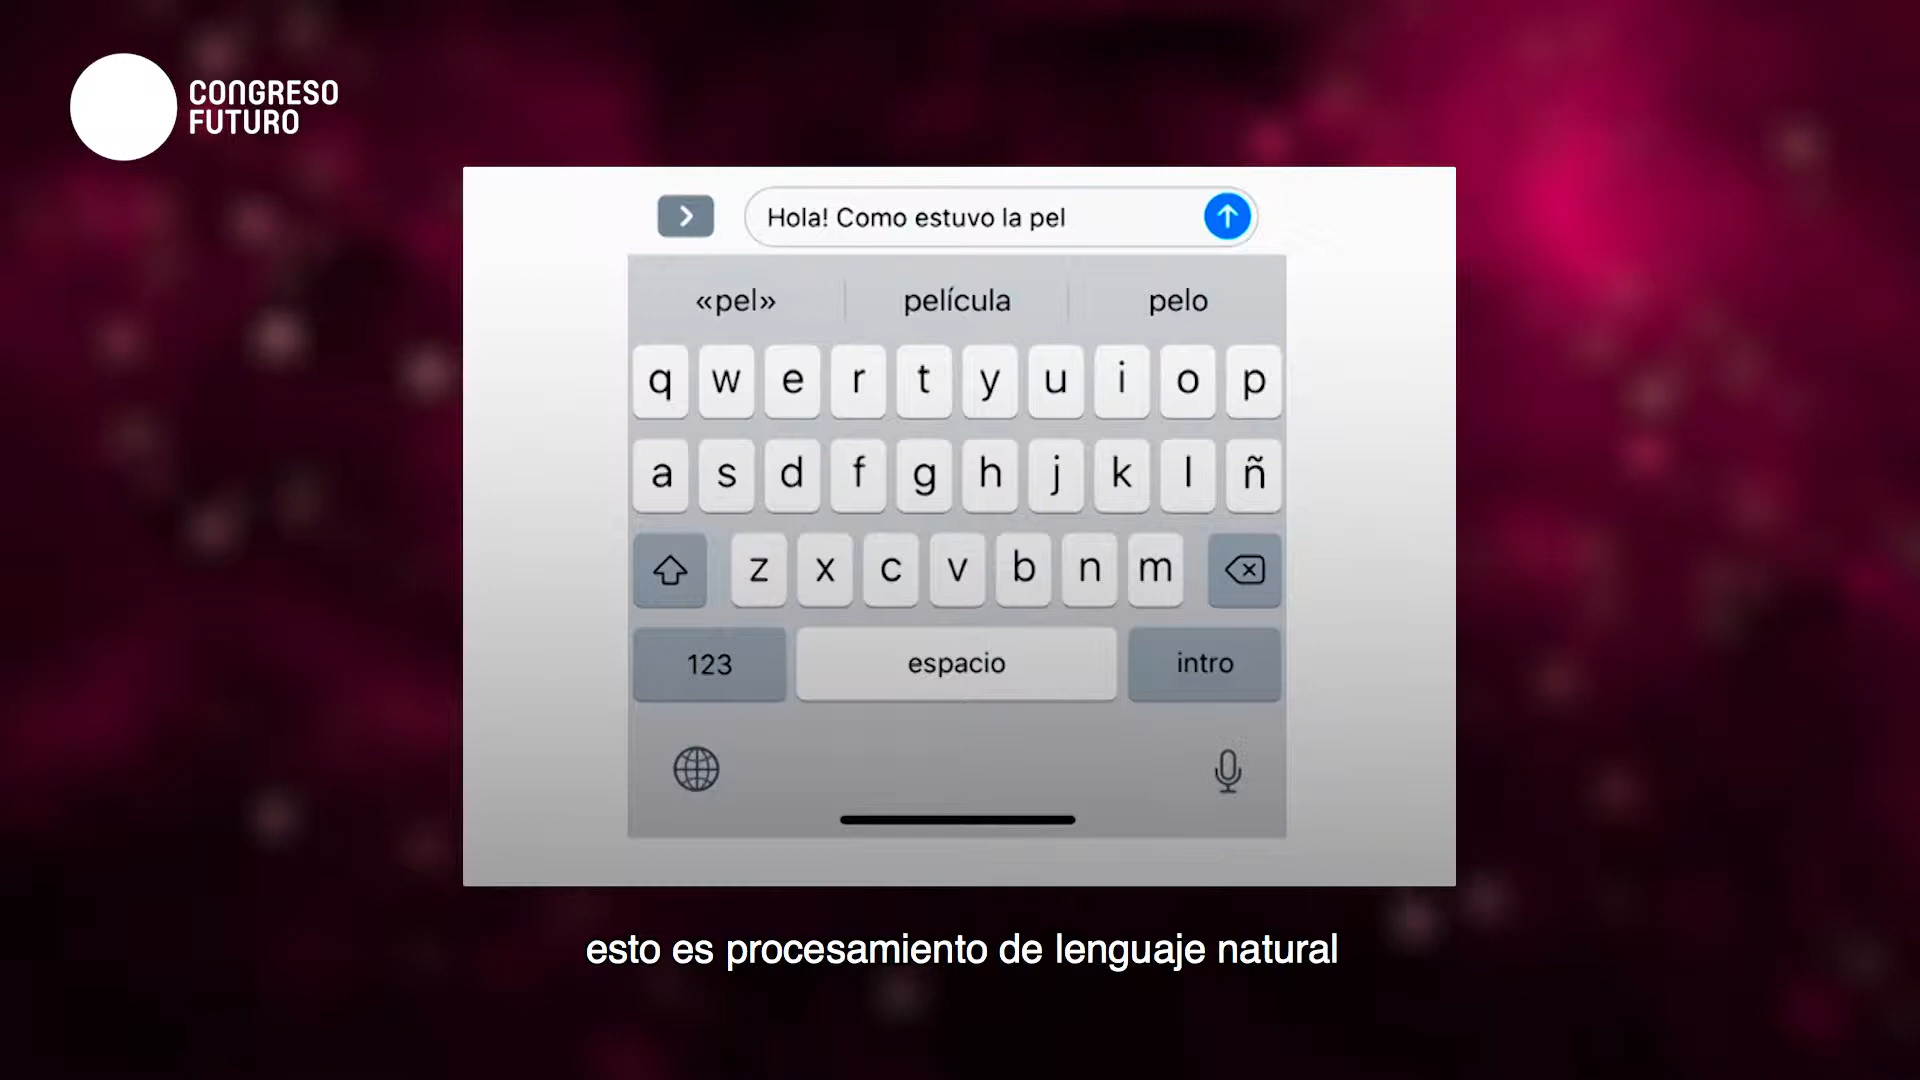 CONGRESO
FUTURO
Hola! Como estuvo la pel
«pel» película pelo
q w e r t y u i o p
a s d f g h j k l ñ
z x c v b n m
123 espacio intro
esto es procesamiento de lenguaje natural